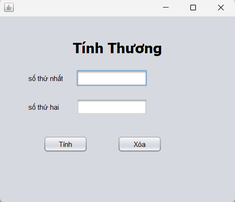 Tính Thương
số thứ nhất
số thứ hai
Tính
Xóa